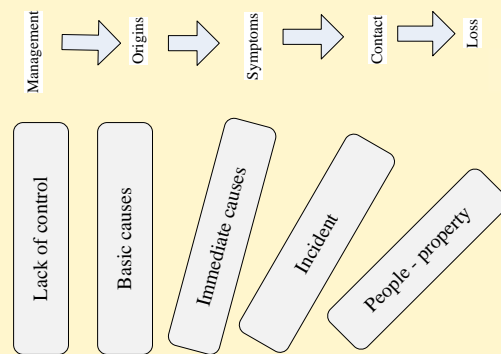 Management
Origins
Symptoms
Contact
Loss
Lack of control
Basic causes
Immediate causes
Incident
People - property